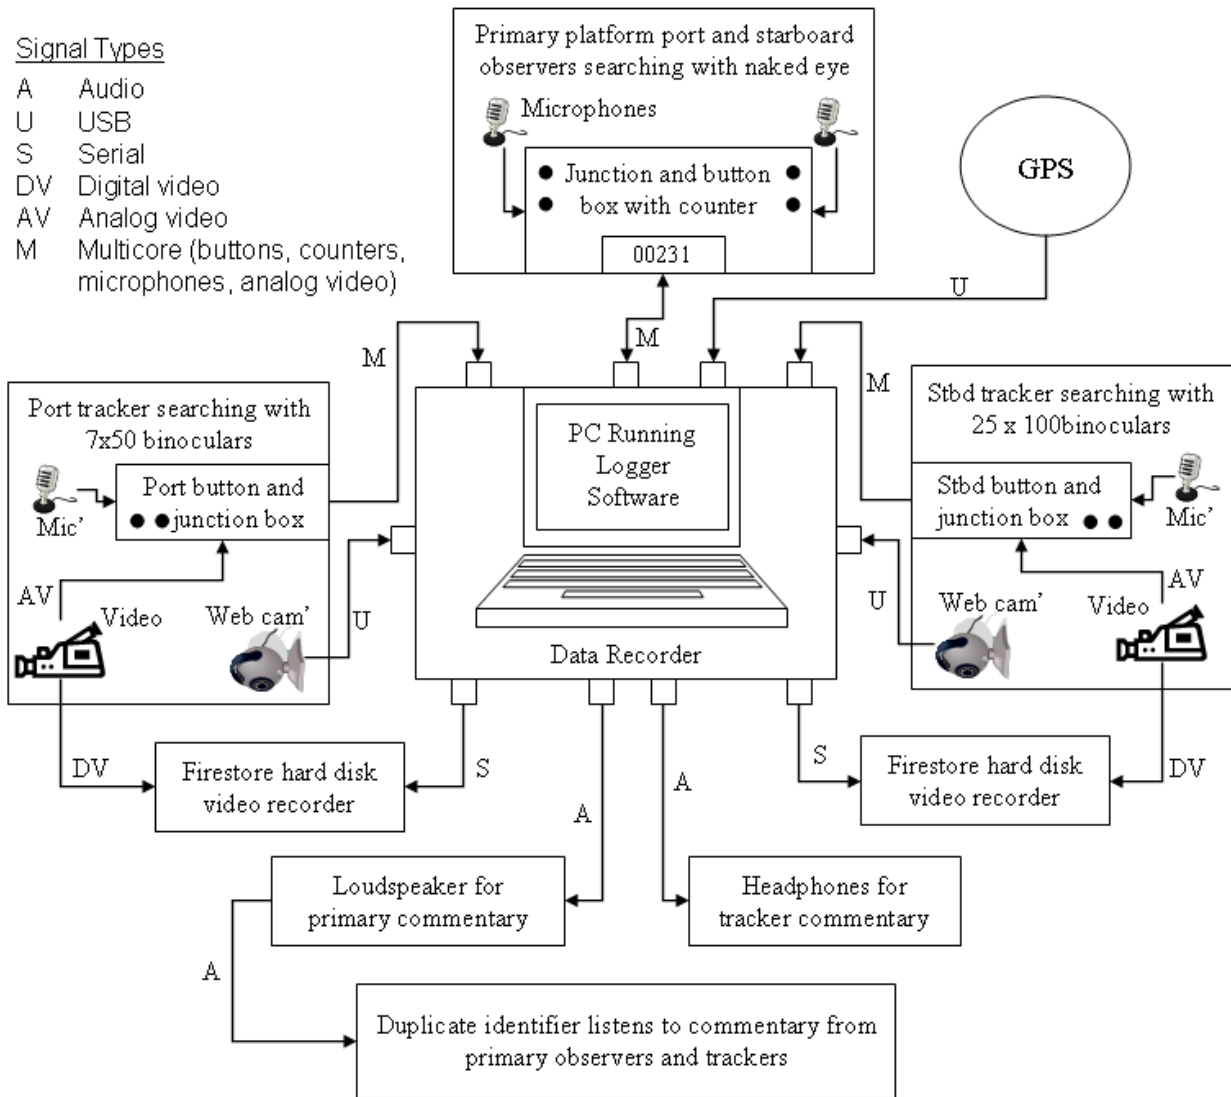 Signal Types
A Audio
U USB
S Serial
DV Digital video
AV Analog video
M Multicore (buttons, counters,
microphones, analog video)
Primary platform port and starboard
observers searching with naked eye
Microphones
Junction and button
box with counter
00231
GPS
U
M
M
M
Port tracker searching with
7x50 binoculars
Port button and
junction box
Mic'
AV
Video
Web cam'
U
PC Running
Logger
Software
Data Recorder
Stbd tracker searching with
25 x 100binoculars
Stbd button and
junction box
Mic'
AV
U
Web cam'
Video
DV
Firestore hard disk
video recorder
S
A
A
S
Firestore hard disk
video recorder
DV
Loudspeaker for
primary commentary
Headphones for
tracker commentary
A
Duplicate identifier listens to commentary from
primary observers and trackers